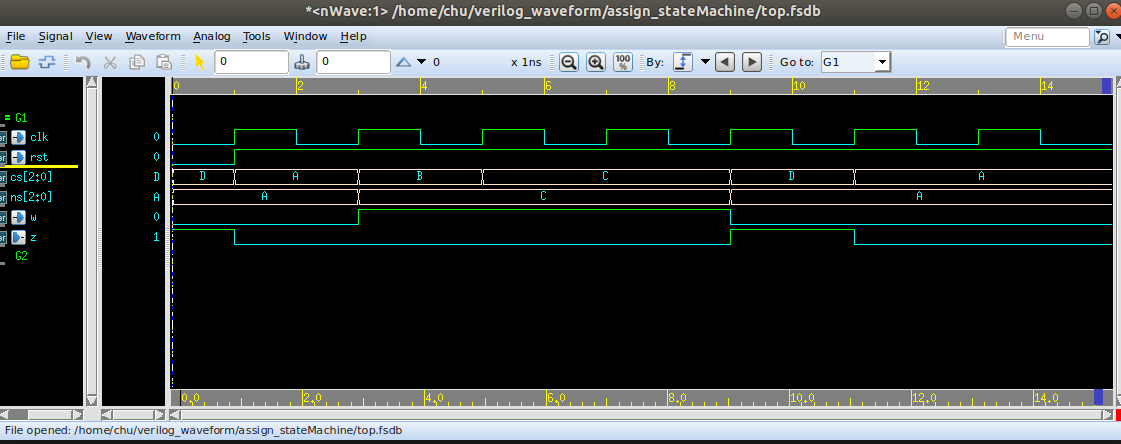 *<nWave:1> /home/chu/verilog_waveform/assign_stateMachine/top.fsdb
File Signal View Waveform Analog Tools Window Help Menu
0 0 0 x 1ns 100 % By: Go to: G1
0 2 4 6 8 10 12 14
= G1
clk 0
rst 0
cs[2:0] D D A B C D A
ns[2:0] A A C A
w 0
z 1
G2
0,0 2,0 4,0 6,0 8,0 10,0 12,0 14,0
File opened: /home/chu/verilog_waveform/assign_stateMachine/top.fsdb